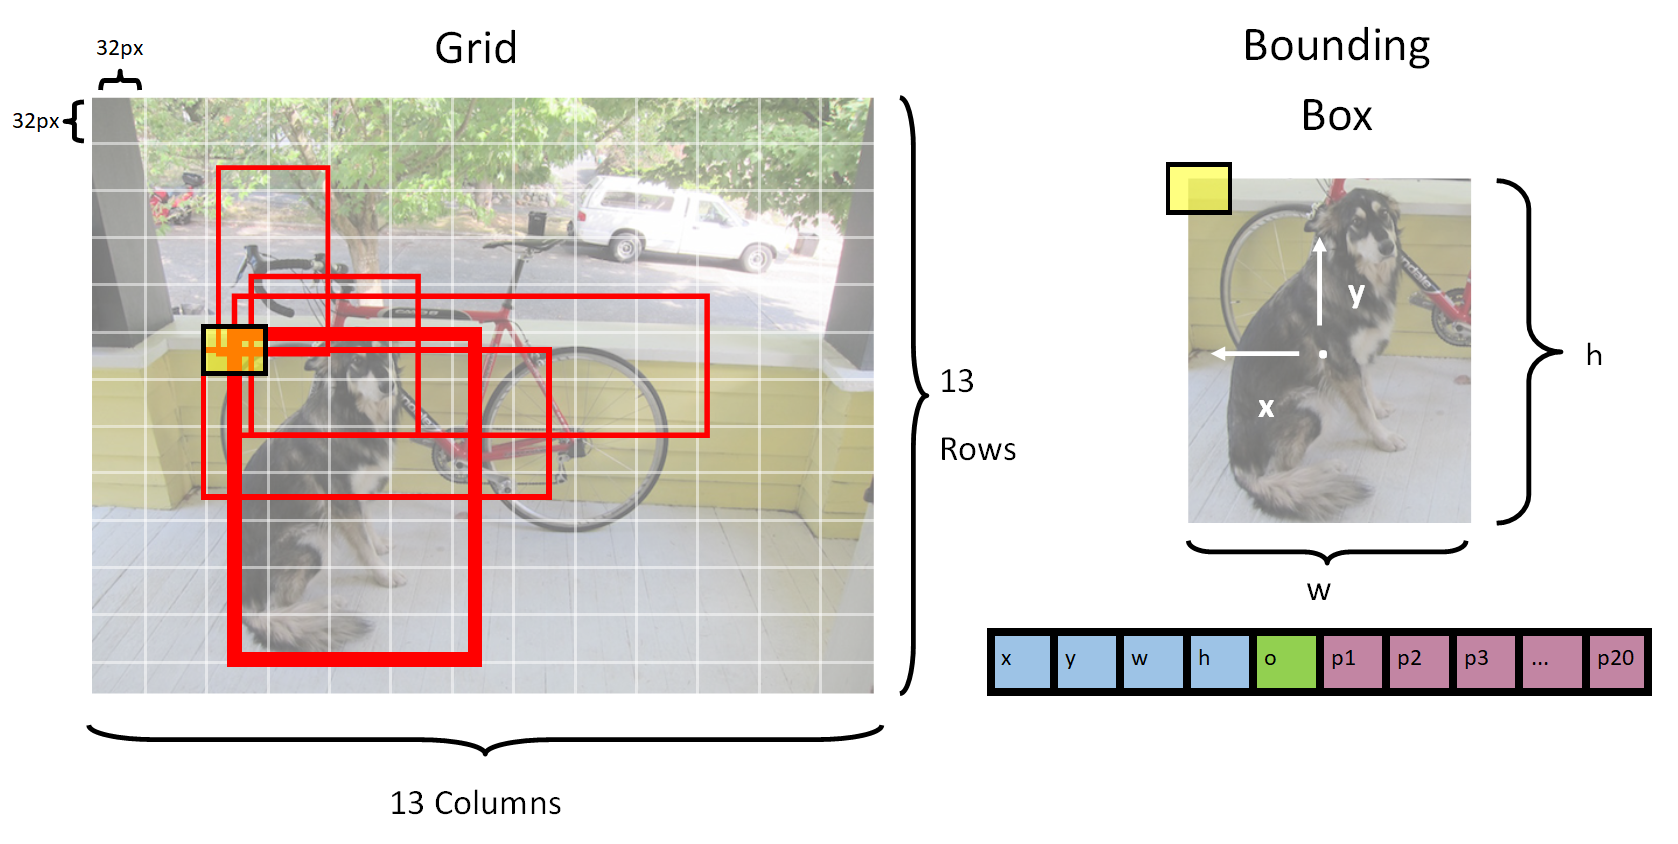 Grid
32px
32px
13
Rows
13 Columns
Bounding
Box
y
x
h
w
x y w h o p1 p2 p3 ... p20